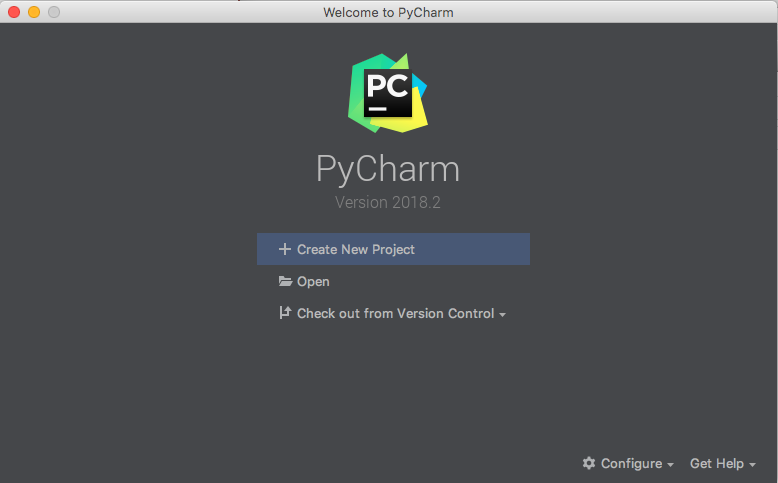 Welcome to PyCharm
PC
PyCharm
Version 2018.2
Create New Project
Open
Check out from Version Control
Configure
Get Help